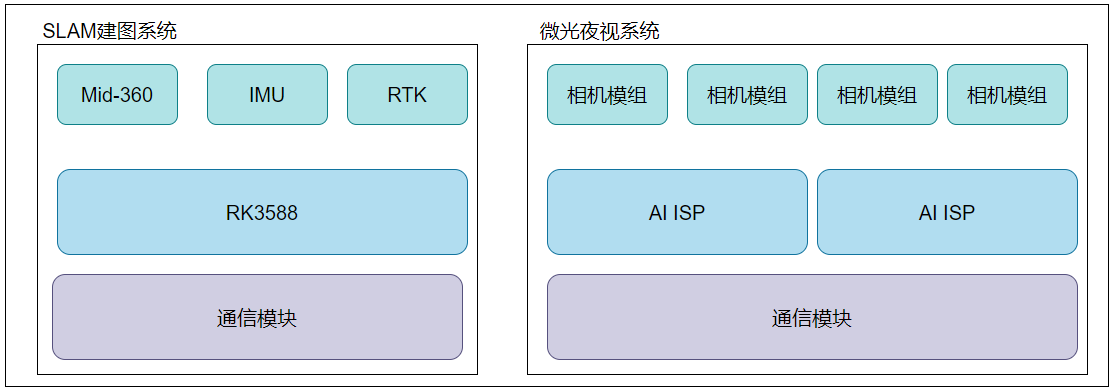 SLAM建图系统
微光夜视系统
Mid-360
IMU
RTK
相机模组
相机模组
相机模组
相机模组
RK3588
AI ISP
AI ISP
通信模块
通信模块